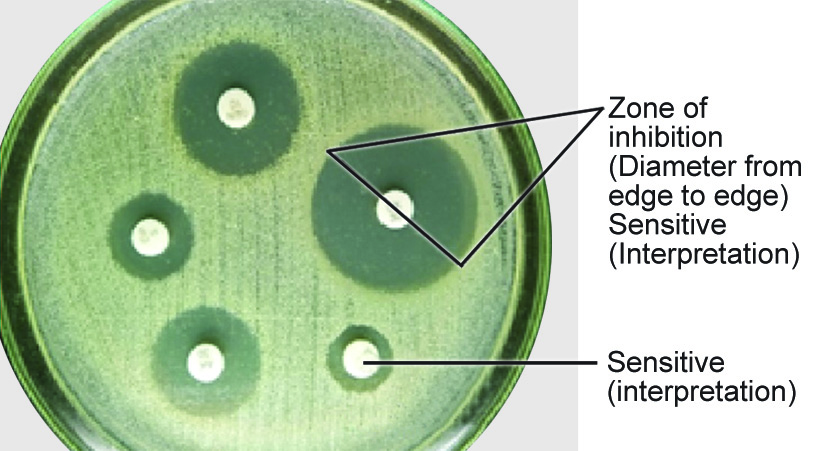 Zone of
inhibition
(Diameter from
edge to edge)
Sensitive
(Interpretation)
Sensitive
(interpretation)